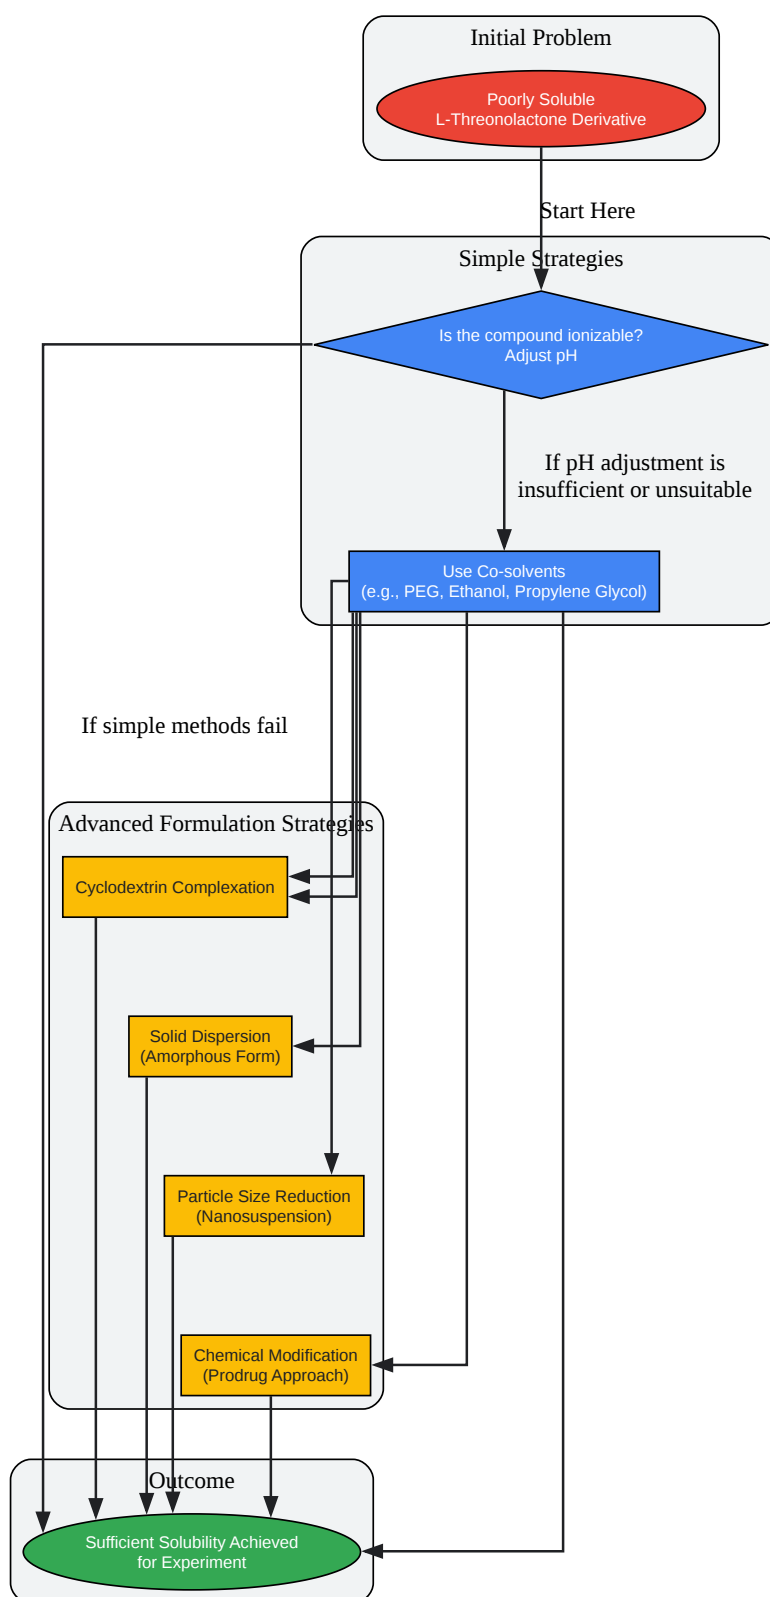 Initial Problem
Poorly Soluble
L-Threonolactone Derivative
Start Here
Simple Strategies
Is the compound ionizable?
Adjust pH
If pH adjustment is
insufficient or unsuitable
Use Co-solvents
(e.g., PEG, Ethanol, Propylene Glycol)
If simple methods fail
Advanced Formulation Strategies
Cyclodextrin Complexation
Solid Dispersion
(Amorphous Form)
Particle Size Reduction
(Nanosuspension)
Chemical Modification
(Prodrug Approach)
Outcome
Sufficient Solubility Achieved
for Experiment